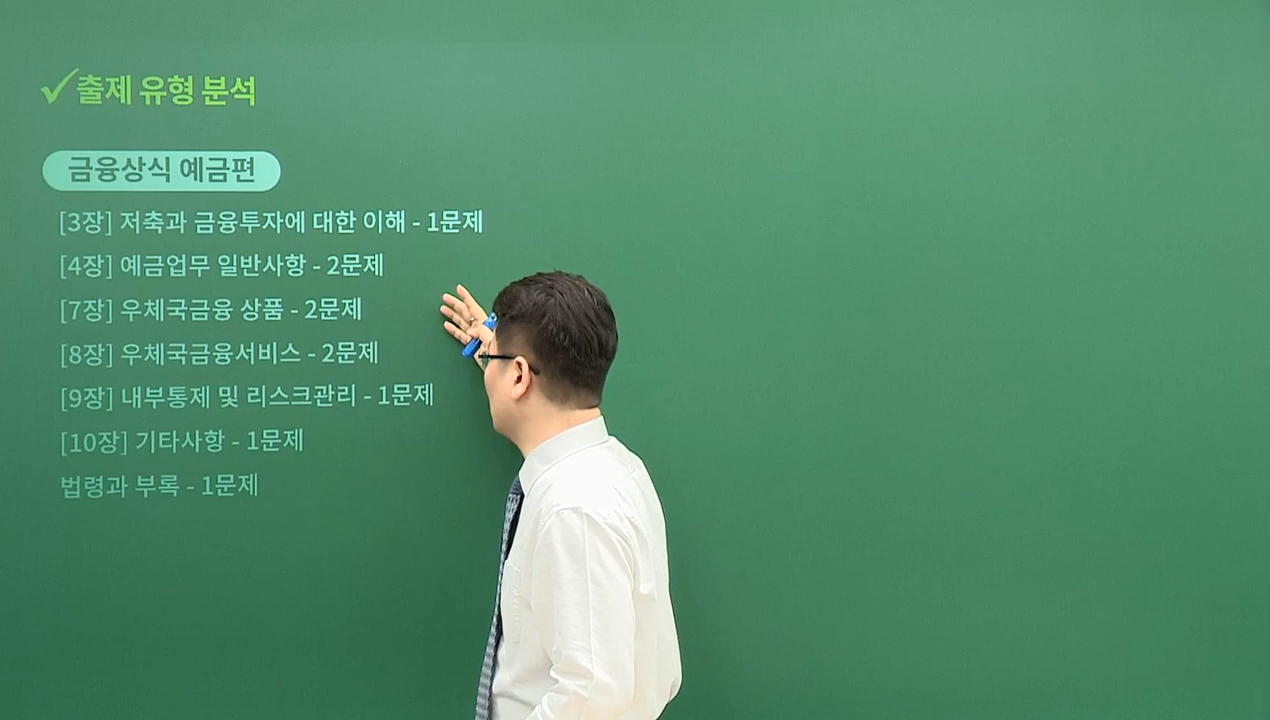 출제 유형 분석
금융상식 예금편
[3장] 저축과 금융투자에 대한 이해 - 1문제
[4장] 예금업무 일반사항 - 2문제
[7장] 우체국금융 상품 - 2문제
[8장] 우체국금융서비스 - 2문제
[9장] 내부통제 및 리스크관리 - 1문제
[10장] 기타사항 - 1문제
법령과 부록 - 1문제